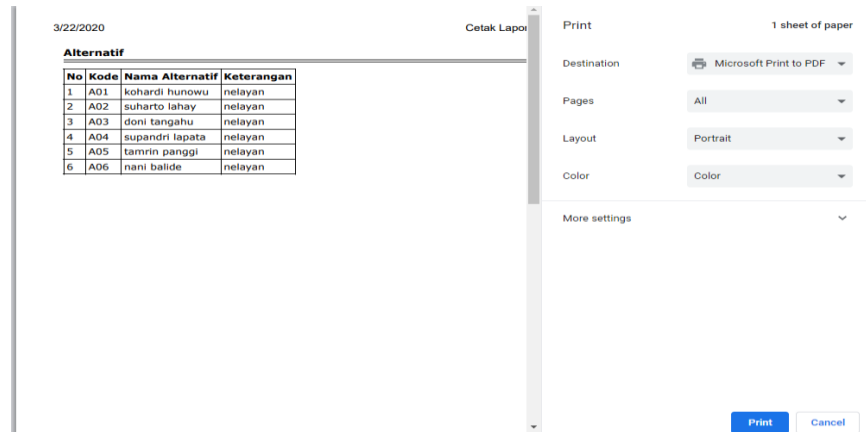 3/22/2020 Cetak Lapor
Alternatif
No Kode Nama Alternatif Keterangan
1 A01 kohardi hunowu nelayan
2 A02 suharto lahay nelayan
3 A03 doni tangahu nelayan
4 A04 supandri lapata nelayan
5 A05 tamrin panggi nelayan
6 A06 nani balide nelayan
Print 1 sheet of paper
Destination Microsoft Print to PDF
Pages All
Layout Portrait
Color Color
More settings
Print Cancel